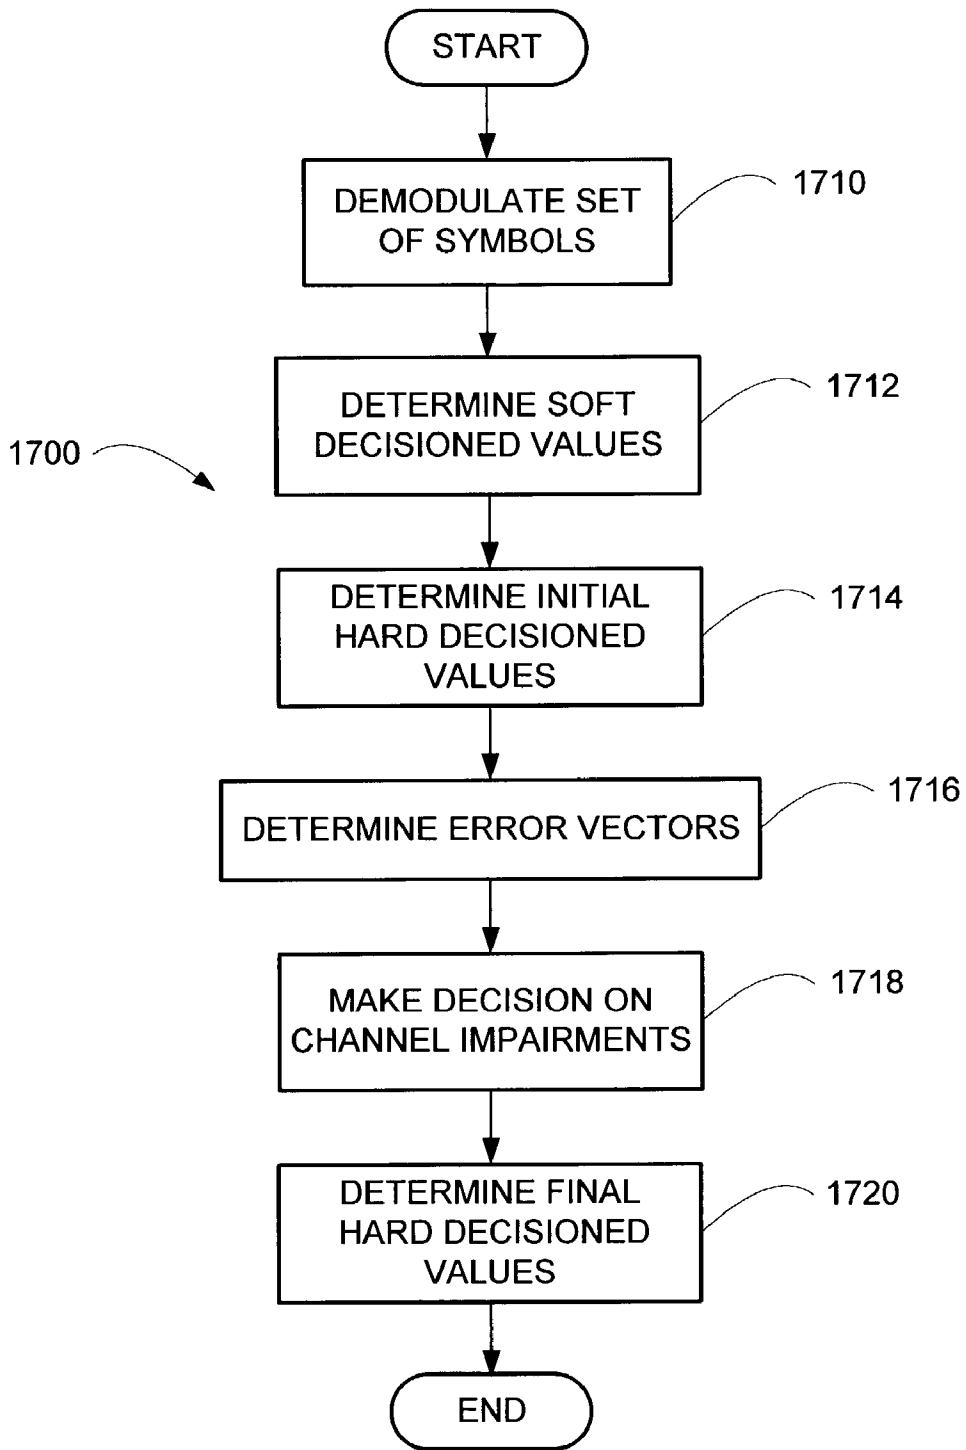 START
DEMODULATE SET
OF SYMBOLS
1710
DETERMINE SOFT
DECISIONED VALUES
1712
1700
DETERMINE INITIAL
HARD DECISIONED
VALUES
1714
DETERMINE ERROR VECTORS
1716
MAKE DECISION ON
CHANNEL IMPAIRMENTS
1718
DETERMINE FINAL
HARD DECISIONED
VALUES
1720
END